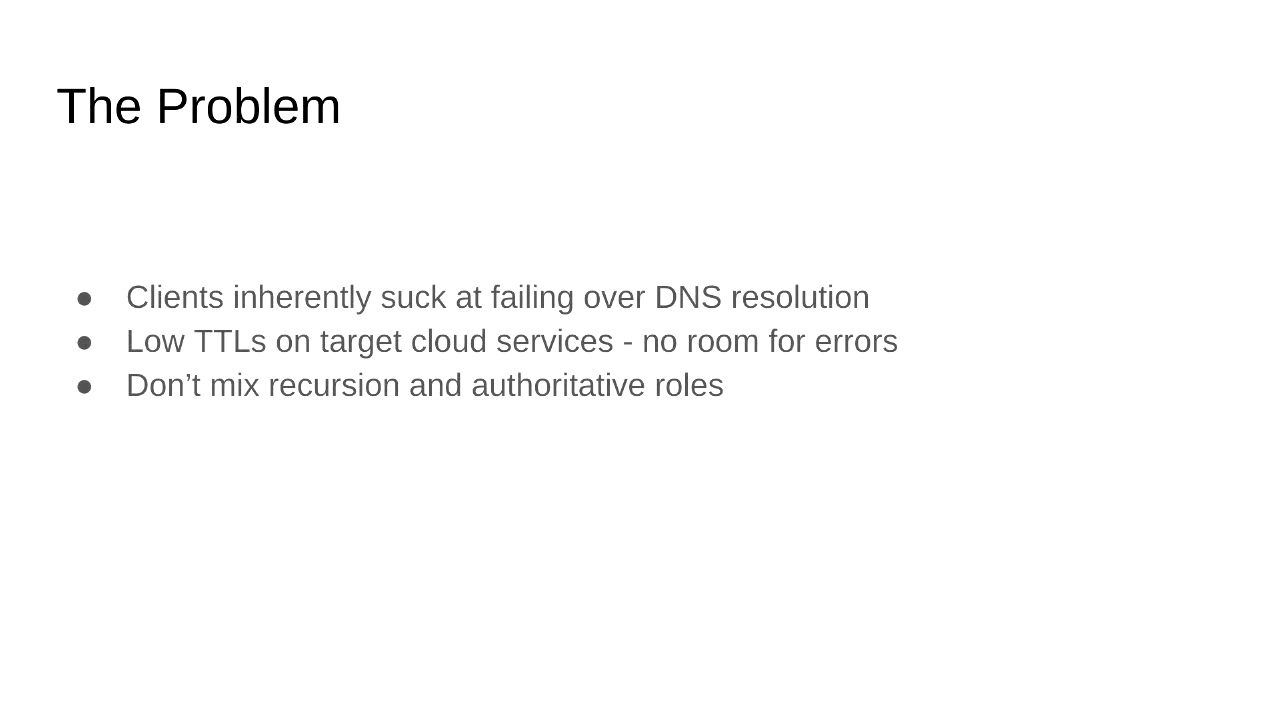 The Problem
● Clients inherently suck at failing over DNS resolution
● Low TTLs on target cloud services - no room for errors
● Don’t mix recursion and authoritative roles